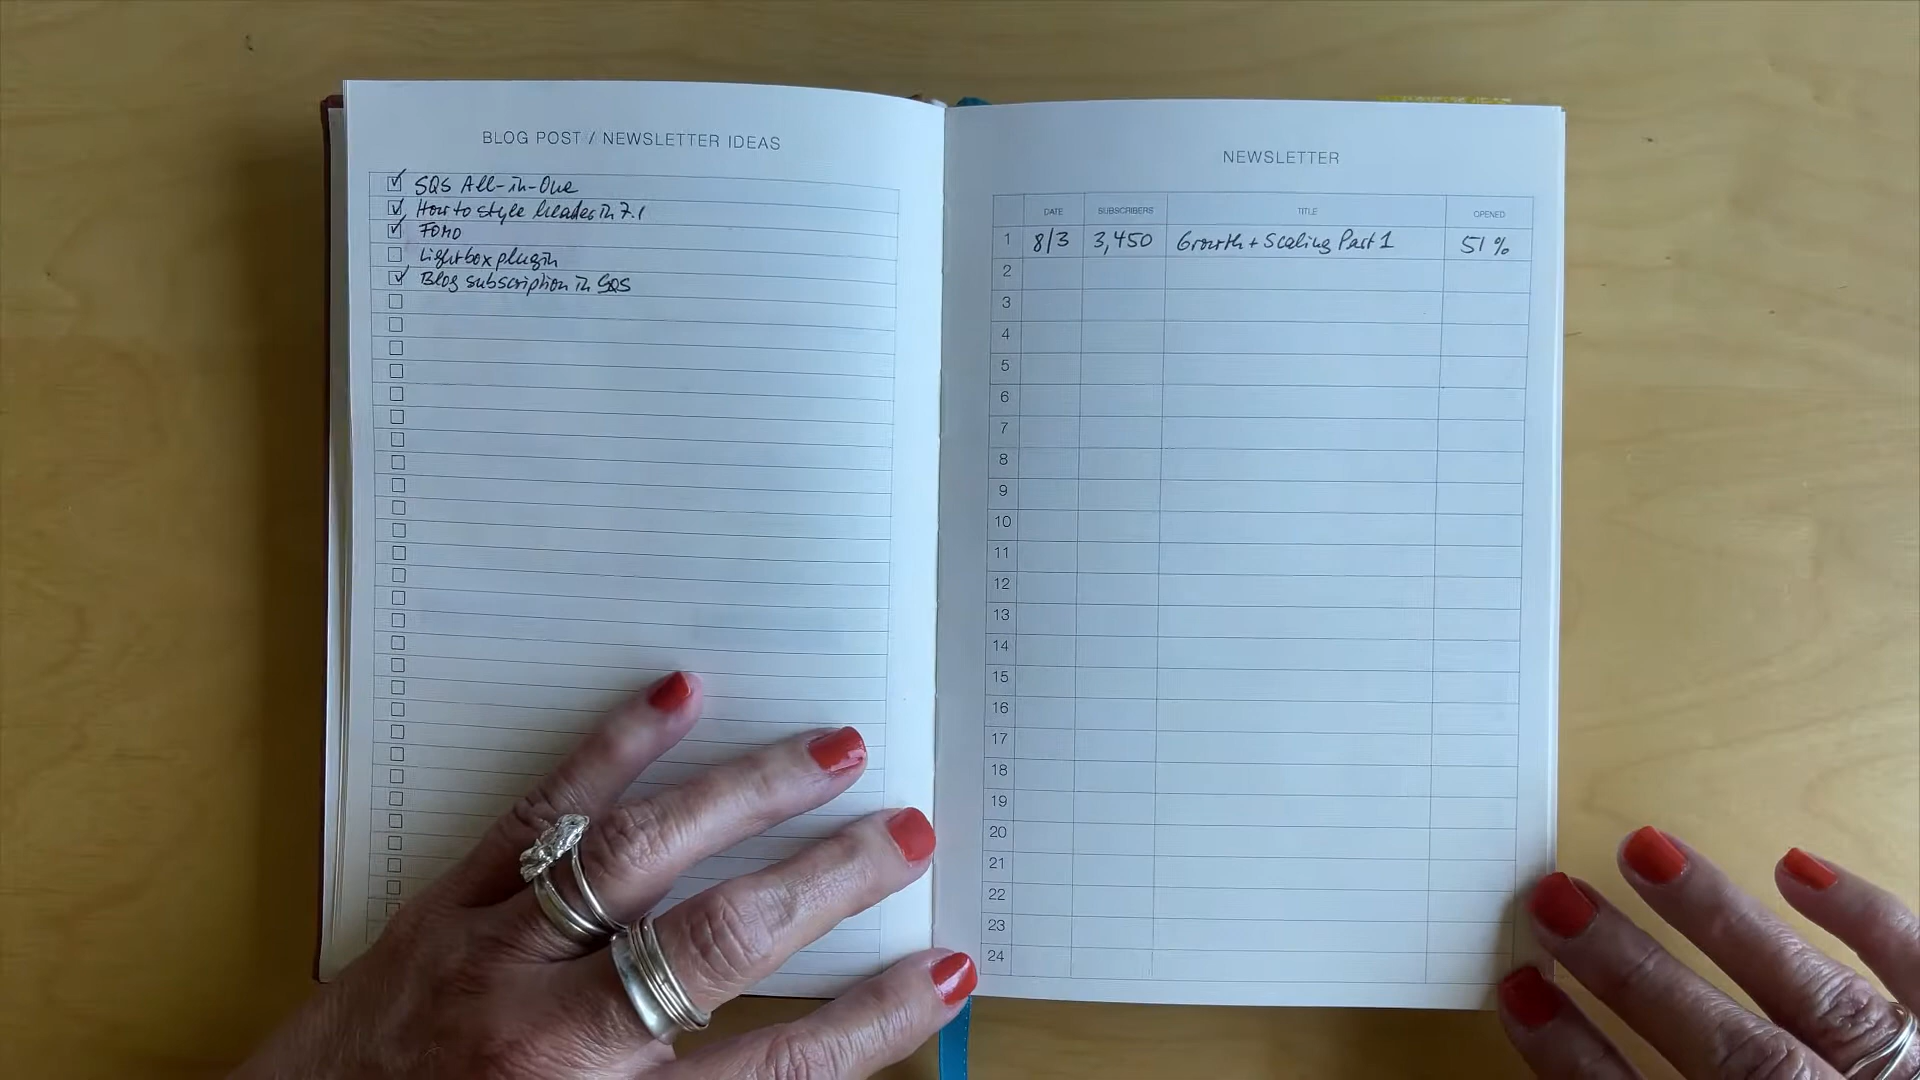 BLOG POST / NEWSLETTER IDEAS
SQS All-in-One
How to style header in 7.1
FOMO
Lightbox plugin
Blog subscription in SQS
NEWSLETTER
DATE SUBSCRIBERS TITLE OPENED
1 8/3 3,450 Growth + Scaling Part 1 51%
2
3
4
5
6
7
8
9
10
11
12
13
14
15
16
17
18
19
20
21
22
23
24